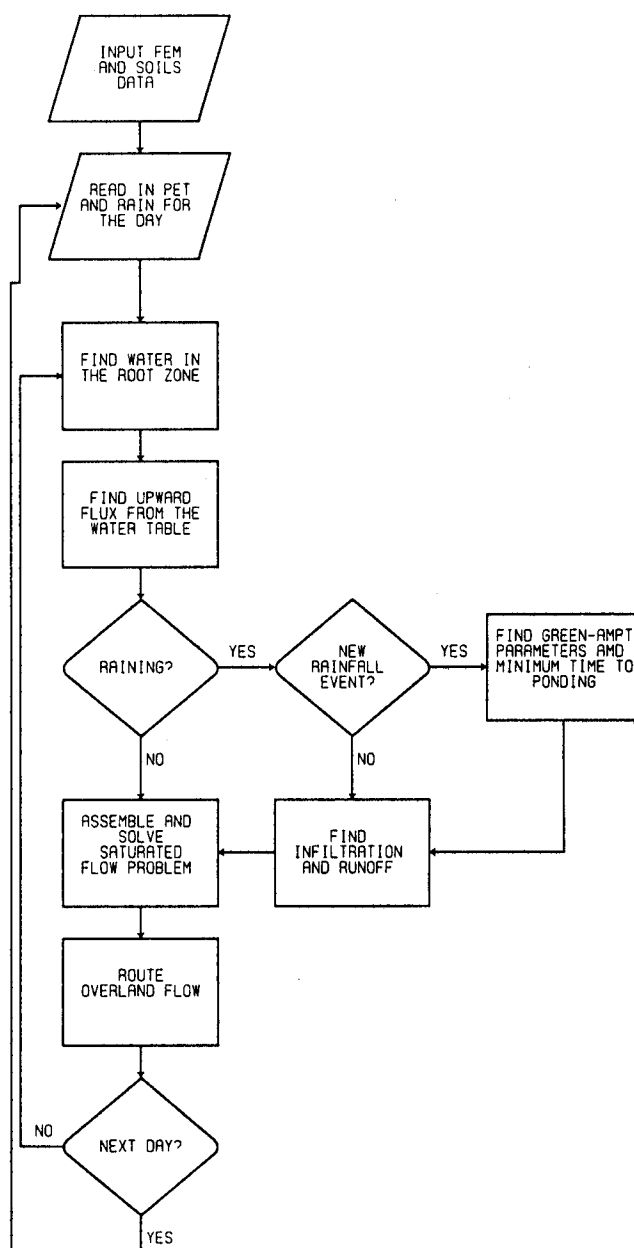 INPUT FEM
AND SOILS
DATA
READ IN PET
AND RAIN FOR
THE DAY
FIND WATER IN
THE ROOT ZONE
FIND UPWARD
FLUX FROM THE
WATER TABLE
RAINING?
YES
NEW
RAINFALL
EVENT?
YES
FIND GREEN-AMPT
PARAMETERS AMD
MINIMUM TIME TO
PONDING
NO
NO
ASSEMBLE AND
SOLVE
SATURATED
FLOW PROBLEM
FIND
INFILTRATION
AND RUNOFF
ROUTE
OVERLAND FLOW
NO
NEXT DAY?
YES